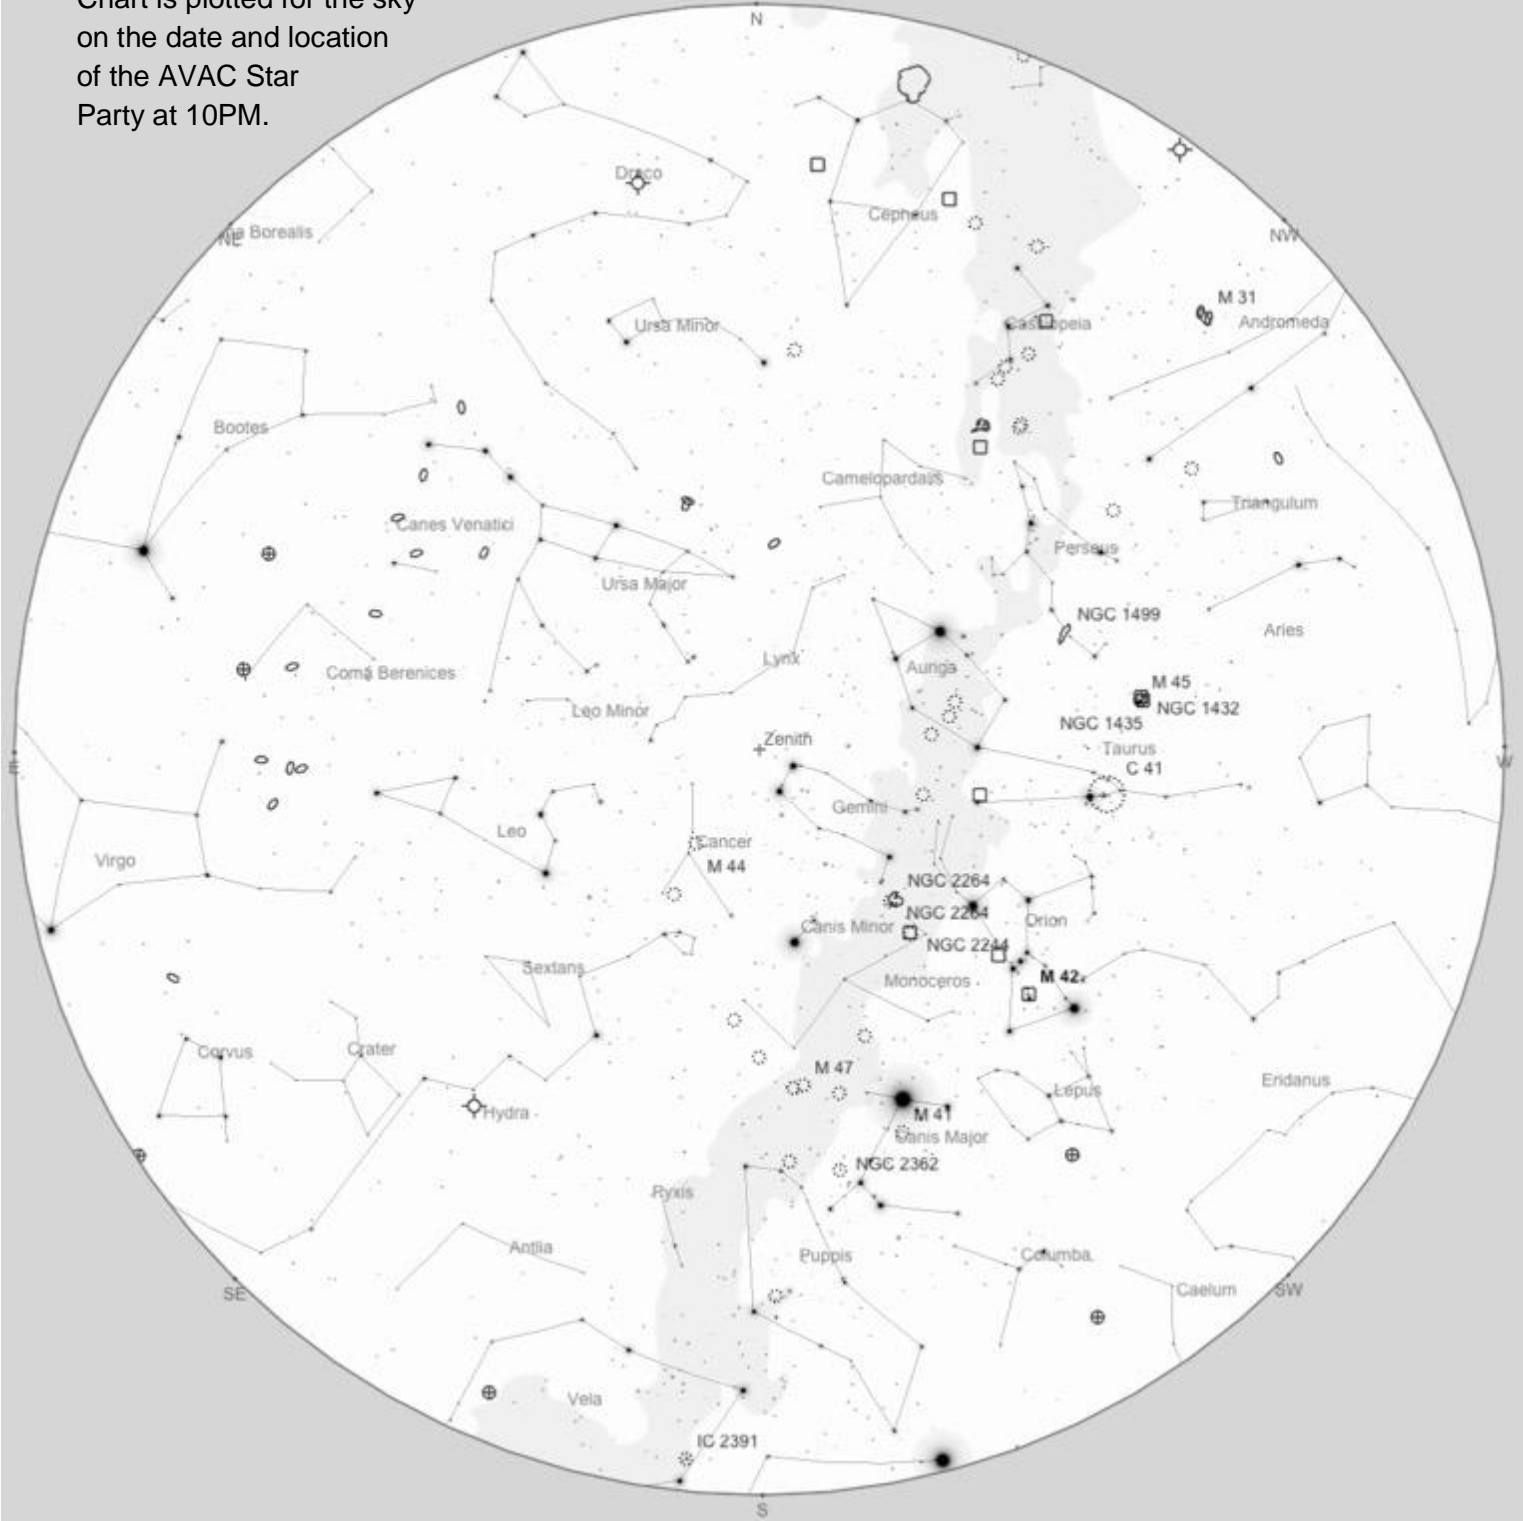 Chart is plotted for the sky
on the date and location
of the AVAC Star
Party at 10PM.
N
Draco
Cepheus
na Borealis
NE
NW
M 31
Andromeda
Ursa Minor
Cassiopeia
Bootes
Camelopardalis
Triangulum
Canes Venatici
Perseus
Ursa Major
NGC 1499
Aries
Lynx
Auriga
Coma Berenices
M 45
NGC 1432
Leo Minor
NGC 1435
Zenith
Taurus
E
W
C 41
Gemini
Leo
Cancer
Virgo
M 44
NGC 2264
NGC 2264
Orion
Canis Minor
NGC 2244
Sextans
Monoceros
M 42
Corvus
Crater
M 47
Eridanus
Lepus
Hydra
M 41
Canis Major
NGC 2362
Pyxis
Antlia
Puppis
Columba
Caelum
SE
SW
Vela
IC 2391
S